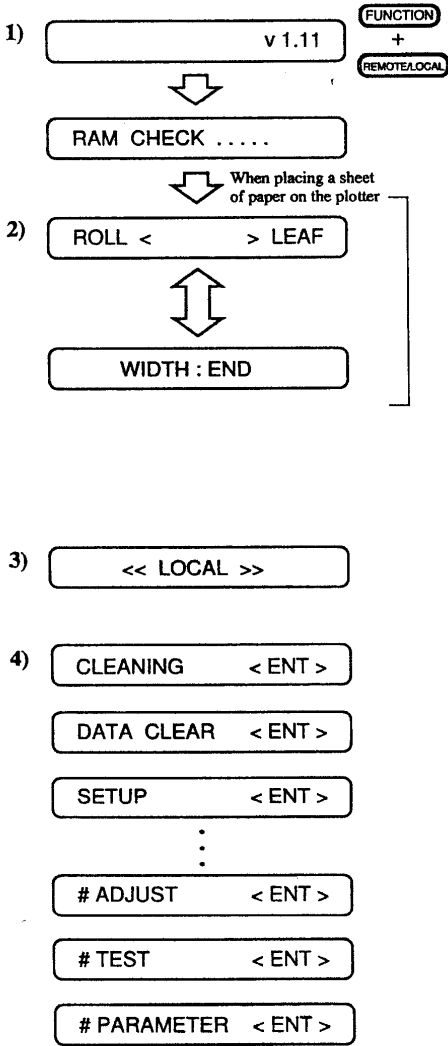 FUNCTION
1) v 1.11 +
REMOTE/LOCAL
RAM CHECK .....
When placing a sheet
of paper on the plotter
2) ROLL < > LEAF
WIDTH : END
3) << LOCAL >>
4) CLEANING < ENT >
DATA CLEAR < ENT >
SETUP < ENT >
# ADJUST < ENT >
# TEST < ENT >
# PARAMETER < ENT >